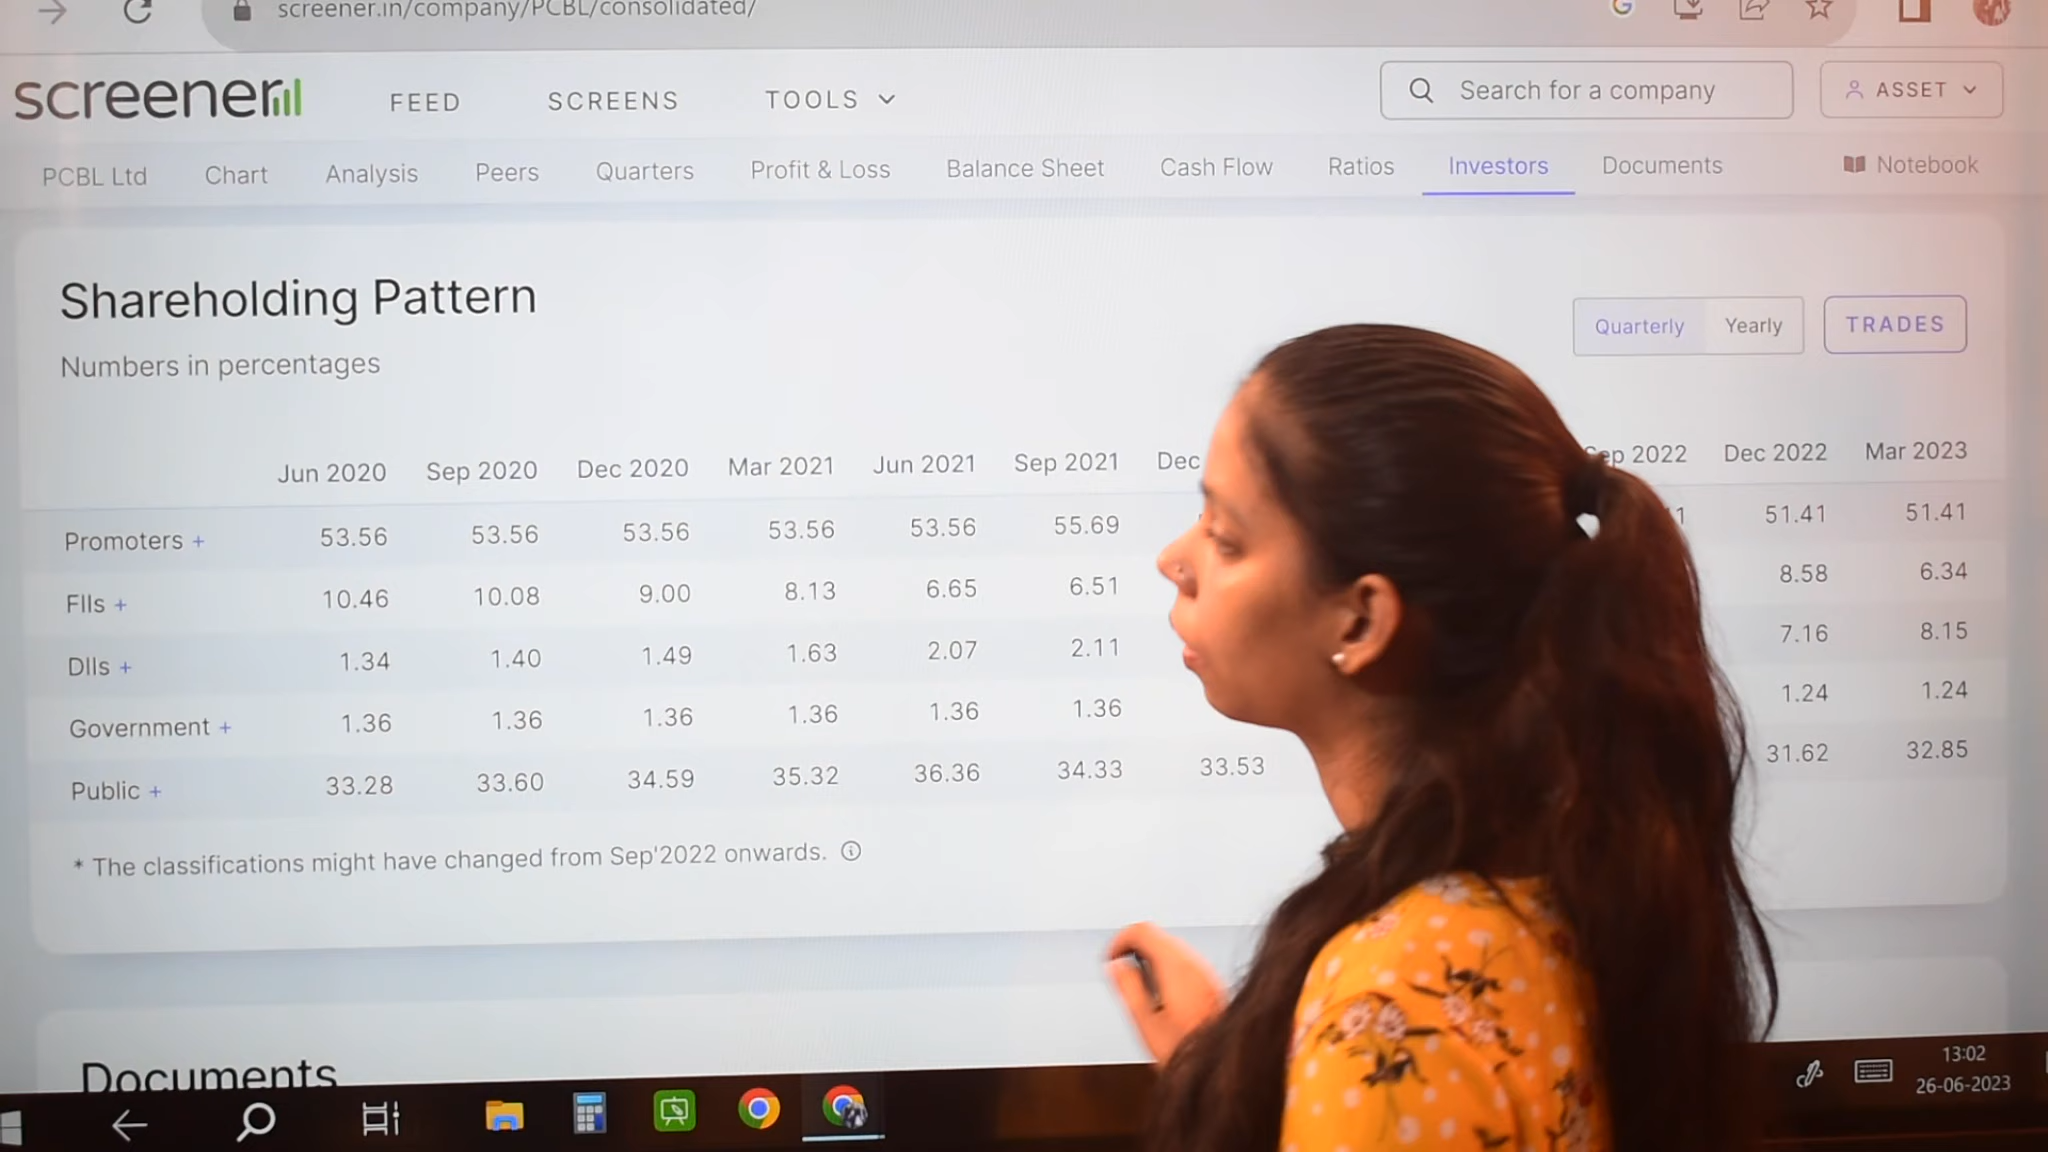 screener.in/company/PCBL/consolidated/
screener
FEED SCREENS TOOLS
Search for a company
ASSET
PCBL Ltd Chart Analysis Peers Quarters Profit & Loss Balance Sheet Cash Flow Ratios Investors Documents Notebook
Shareholding Pattern
Numbers in percentages
Quarterly Yearly TRADES
Jun 2020 Sep 2020 Dec 2020 Mar 2021 Jun 2021 Sep 2021 Dec Sep 2022 Dec 2022 Mar 2023
Promoters + 53.56 53.56 53.56 53.56 53.56 55.69 51.41 51.41
FIIs + 10.46 10.08 9.00 8.13 6.65 6.51 8.58 6.34
DIIs + 1.34 1.40 1.49 1.63 2.07 2.11 7.16 8.15
Government + 1.36 1.36 1.36 1.36 1.36 1.36 1.24 1.24
Public + 33.28 33.60 34.59 35.32 36.36 34.33 33.53 31.62 32.85
* The classifications might have changed from Sep'2022 onwards.
Documents
13:02
26-06-2023